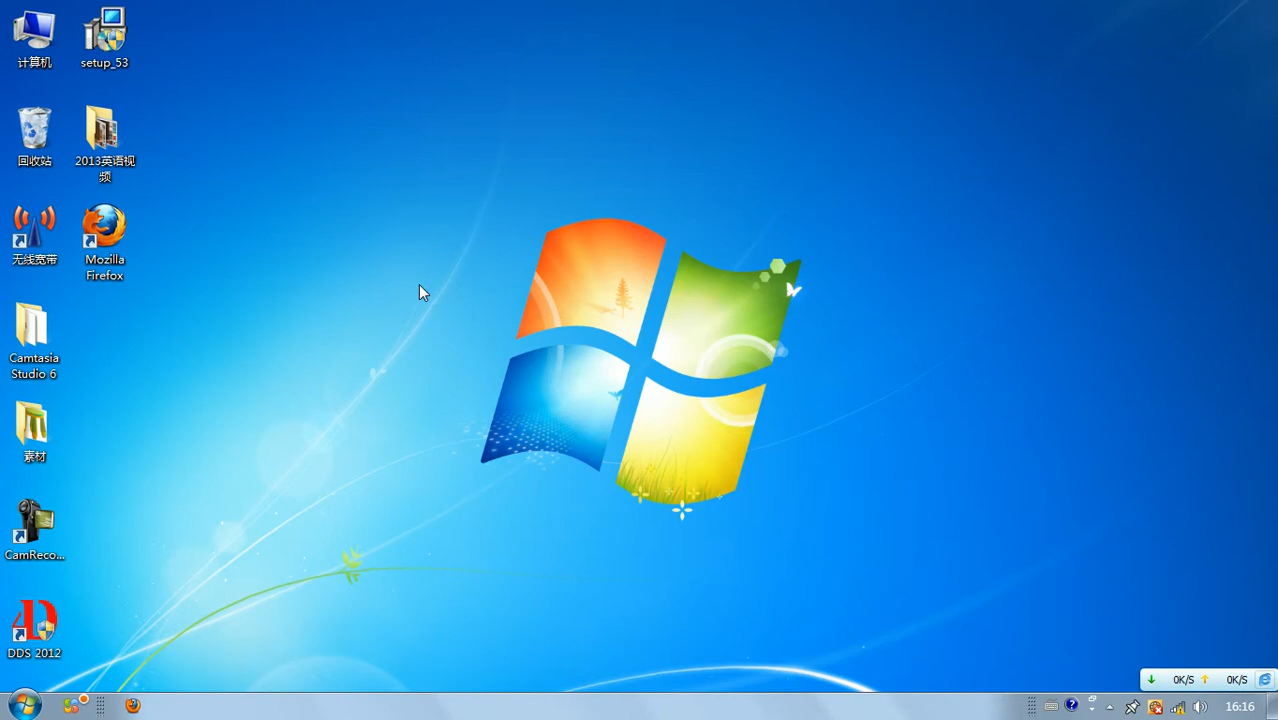 计算机
setup_53
回收站
2013英语视
频
无线宽带
Mozilla
Firefox
Camtasia
Studio 6
素材
CamReco...
DDS 2012
0K/S
0K/S
16:16